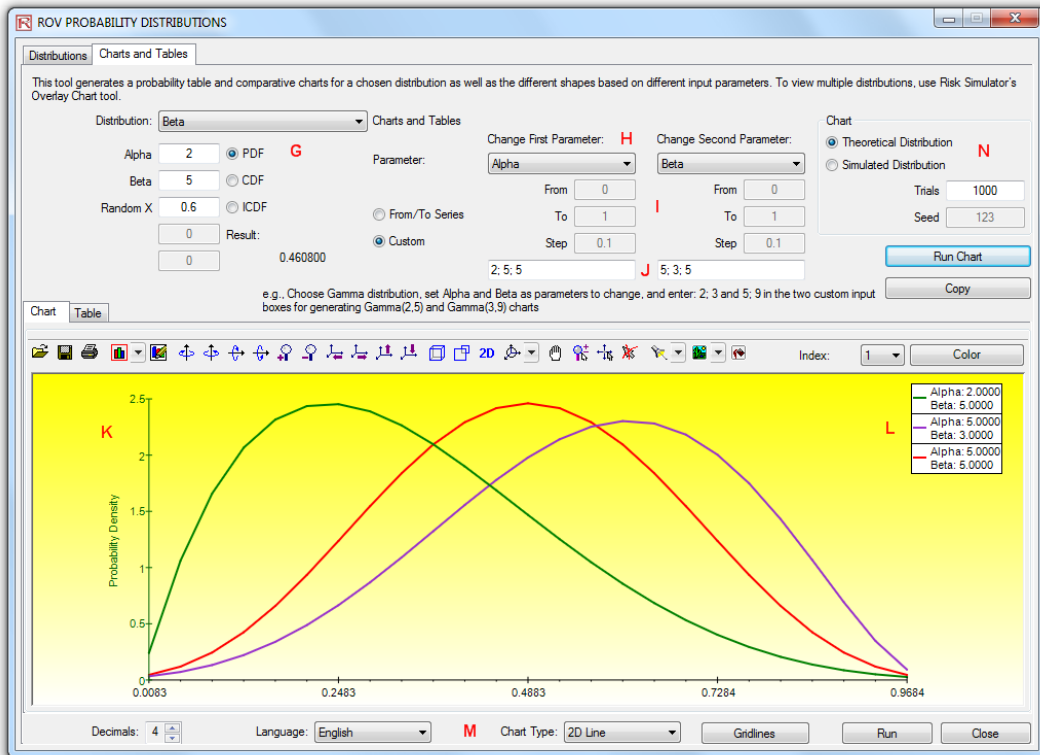 ROV PROBABILITY DISTRIBUTIONS
Distributions
Charts and Tables
This tool generates a probability table and comparative charts for a chosen distribution as well as the different shapes based on different input parameters. To view multiple distributions, use Risk Simulator's
Overlay Chart tool.
Distribution: Beta
Charts and Tables
Alpha 2 PDF G
Beta 5 CDF
Random X 0.6 ICDF
0 Result:
0 0.460800
Parameter:
From/To Series
Custom
Change First Parameter: H
Alpha
From 0
To 1
Step 0.1
2; 5; 5
Change Second Parameter:
Beta
I
From 0
To 1
Step 0.1
J 5; 3; 5
e.g., Choose Gamma distribution, set Alpha and Beta as parameters to change, and enter: 2; 3 and 5; 9 in the two custom input
boxes for generating Gamma(2,5) and Gamma(3,9) charts
Chart
Theoretical Distribution
N
Simulated Distribution
Trials 1000
Seed 123
Run Chart
Copy
Chart
Table
2D
Index: 1
Color
K
L
Alpha: 2.0000
Beta: 5.0000
Alpha: 5.0000
Beta: 3.0000
Alpha: 5.0000
Beta: 5.0000
Probability Density
2.5
2
1.5
1
0.5
0
0.0083 0.2483 0.4883 0.7284 0.9684
Decimals: 4 Language: English M Chart Type: 2D Line Gridlines Run Close